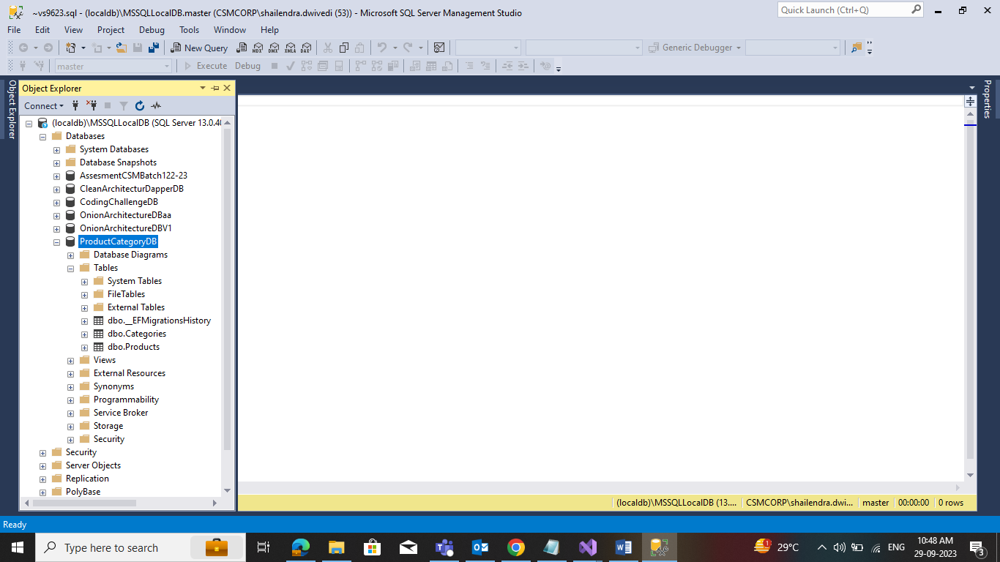 ~vs9623.sql - (localdb)\MSSQLLocalDB.master (CSMCORP\shailendra.dwivedi (53)) - Microsoft SQL Server Management Studio
Quick Launch (Ctrl+Q)
File Edit View Project Debug Tools Window Help
New Query MDX DMX XMLA DAX Generic Debugger
master Execute Debug
Object Explorer
Object Explorer
Properties
Connect
(localdb)\MSSQLLocalDB (SQL Server 13.0.40
Databases
System Databases
Database Snapshots
AssesmentCSMBatch122-23
CleanArchitecturDapperDB
CodingChallengeDB
OnionArchitectureDBaa
OnionArchitectureDBV1
ProductCategoryDB
Database Diagrams
Tables
System Tables
FileTables
External Tables
dbo.__EFMigrationsHistory
dbo.Categories
dbo.Products
Views
External Resources
Synonyms
Programmability
Service Broker
Storage
Security
Security
Server Objects
Replication
PolyBase
(localdb)\MSSQLLocalDB (13.... CSMCORP\shailendra.dwi... master 00:00:00 0 rows
Ready
Type here to search
1 29°C ENG 10:48 AM
29-09-2023 3